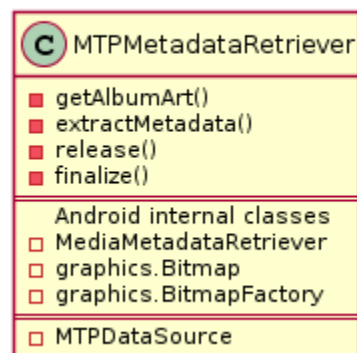 C MTPMetadataRetriever
getAlbumArt()
extractMetadata()
release()
finalize()
Android internal classes
MediaMetadataRetriever
graphics.Bitmap
graphics.BitmapFactory
MTPDataSource